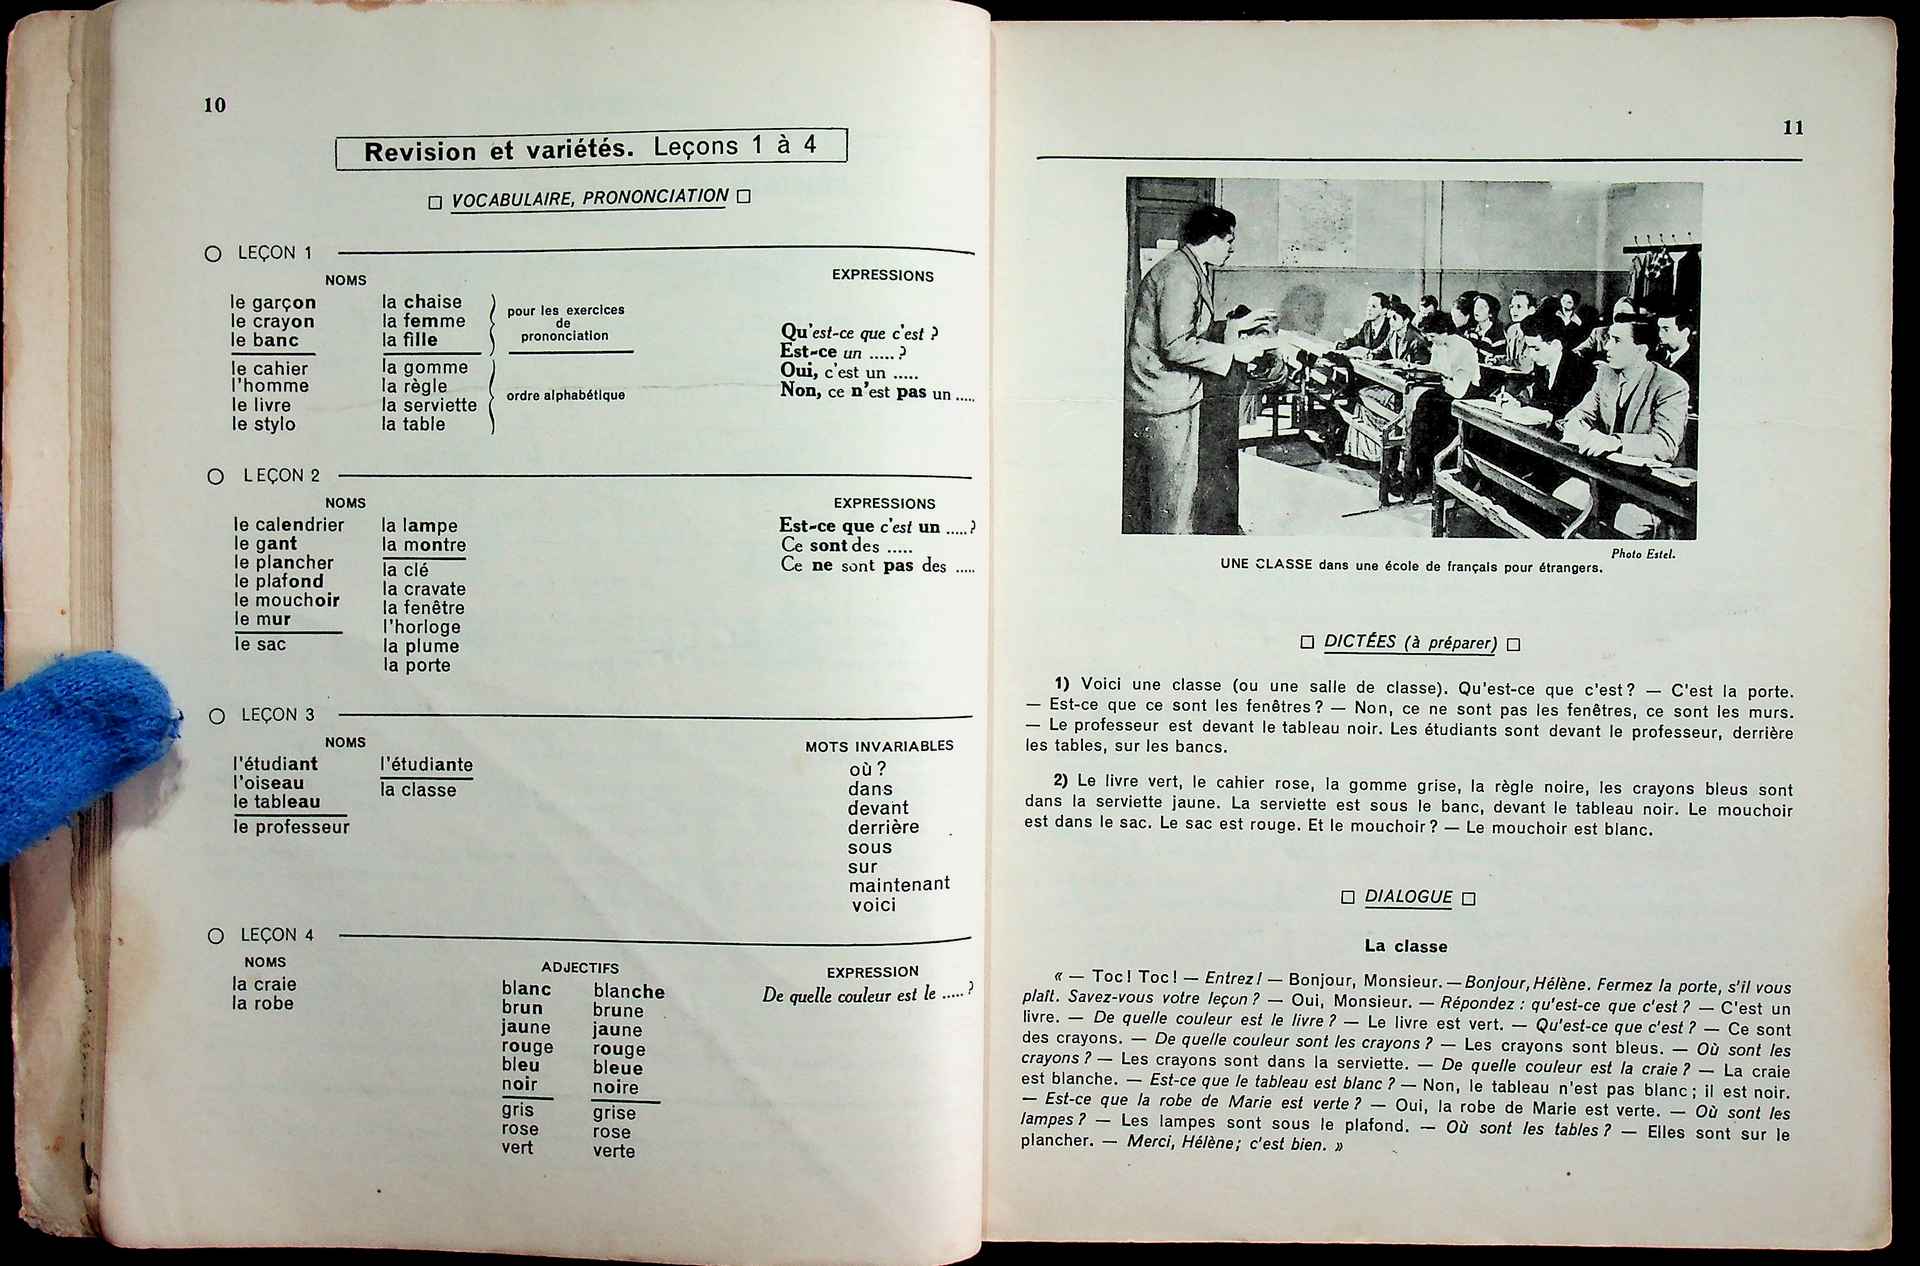 10
Revision et variétés. Leçons 1 à 4
VOCABULAIRE, PRONONCIATION
LEÇON 1
NOMS
le garçon
le crayon
le banc
le cahier
l'homme
le livre
le stylo
la chaise
la femme
la fille
la gomme
la règle
la serviette
la table
pour les exercices
de
prononciation
ordre alphabétique
EXPRESSIONS
Qu'est-ce que c'est ?
Est-ce un ..... ?
Oui, c'est un .....
Non, ce n'est pas un .....
LEÇON 2
NOMS
le calendrier
le gant
le plancher
le plafond
le mouchoir
le mur
le sac
la lampe
la montre
la clé
la cravate
la fenêtre
l'horloge
la plume
la porte
EXPRESSIONS
Est-ce que c'est un ..... ?
Ce sont des .....
Ce ne sont pas des .....
LEÇON 3
NOMS
l'étudiant
l'oiseau
le tableau
le professeur
l'étudiante
la classe
MOTS INVARIABLES
où ?
dans
devant
derrière
sous
sur
maintenant
voici
LEÇON 4
NOMS
la craie
la robe
ADJECTIFS
blanc blanche
brun brune
jaune jaune
rouge rouge
bleu bleue
noir noire
gris grise
rose rose
vert verte
EXPRESSION
De quelle couleur est le ..... ?
11
Photo Estel.
UNE CLASSE dans une école de français pour étrangers.
DICTÉES (à préparer)
1) Voici une classe (ou une salle de classe). Qu'est-ce que c'est ? — C'est la porte.
— Est-ce que ce sont les fenêtres ? — Non, ce ne sont pas les fenêtres, ce sont les murs.
— Le professeur est devant le tableau noir. Les étudiants sont devant le professeur, derrière
les tables, sur les bancs.
2) Le livre vert, le cahier rose, la gomme grise, la règle noire, les crayons bleus sont
dans la serviette jaune. La serviette est sous le banc, devant le tableau noir. Le mouchoir
est dans le sac. Le sac est rouge. Et le mouchoir ? — Le mouchoir est blanc.
DIALOGUE
La classe
« — Toc ! Toc ! — Entrez ! — Bonjour, Monsieur. — Bonjour, Hélène. Fermez la porte, s'il vous
plaît. Savez-vous votre leçon ? — Oui, Monsieur. — Répondez : qu'est-ce que c'est ? — C'est un
livre. — De quelle couleur est le livre ? — Le livre est vert. — Qu'est-ce que c'est ? — Ce sont
des crayons. — De quelle couleur sont les crayons ? — Les crayons sont bleus. — Où sont les
crayons ? — Les crayons sont dans la serviette. — De quelle couleur est la craie ? — La craie
est blanche. — Est-ce que le tableau est blanc ? — Non, le tableau n'est pas blanc ; il est noir.
— Est-ce que la robe de Marie est verte ? — Oui, la robe de Marie est verte. — Où sont les
lampes ? — Les lampes sont sous le plafond. — Où sont les tables ? — Elles sont sur le
plancher. — Merci, Hélène ; c'est bien. »